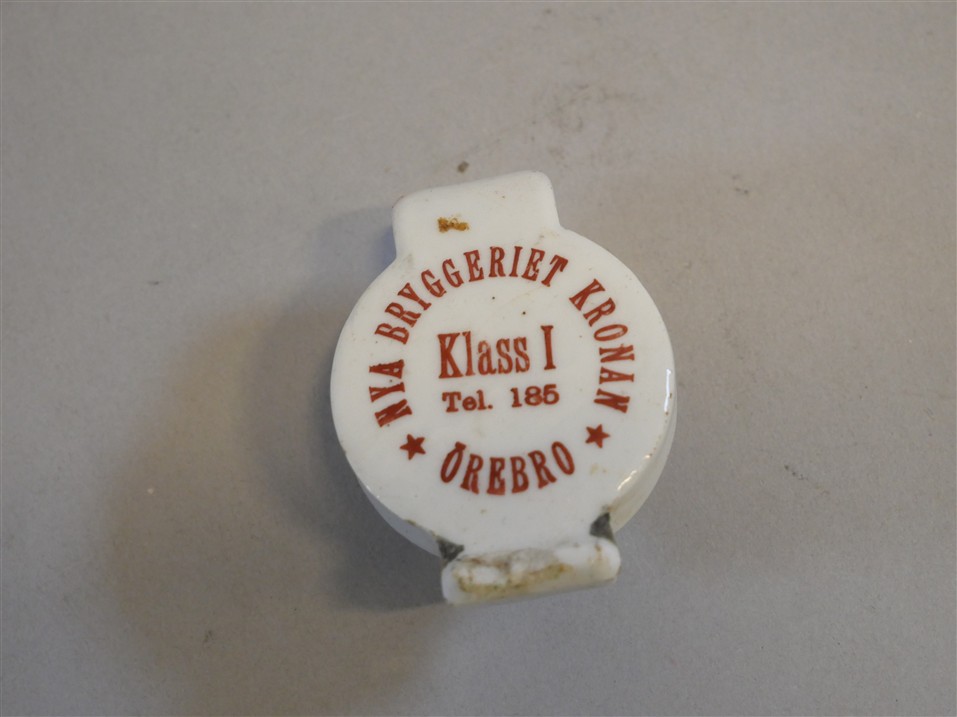 NYA BRYGGERIET KRONAN
Klass I
Tel. 185
★ ÖREBRO ★